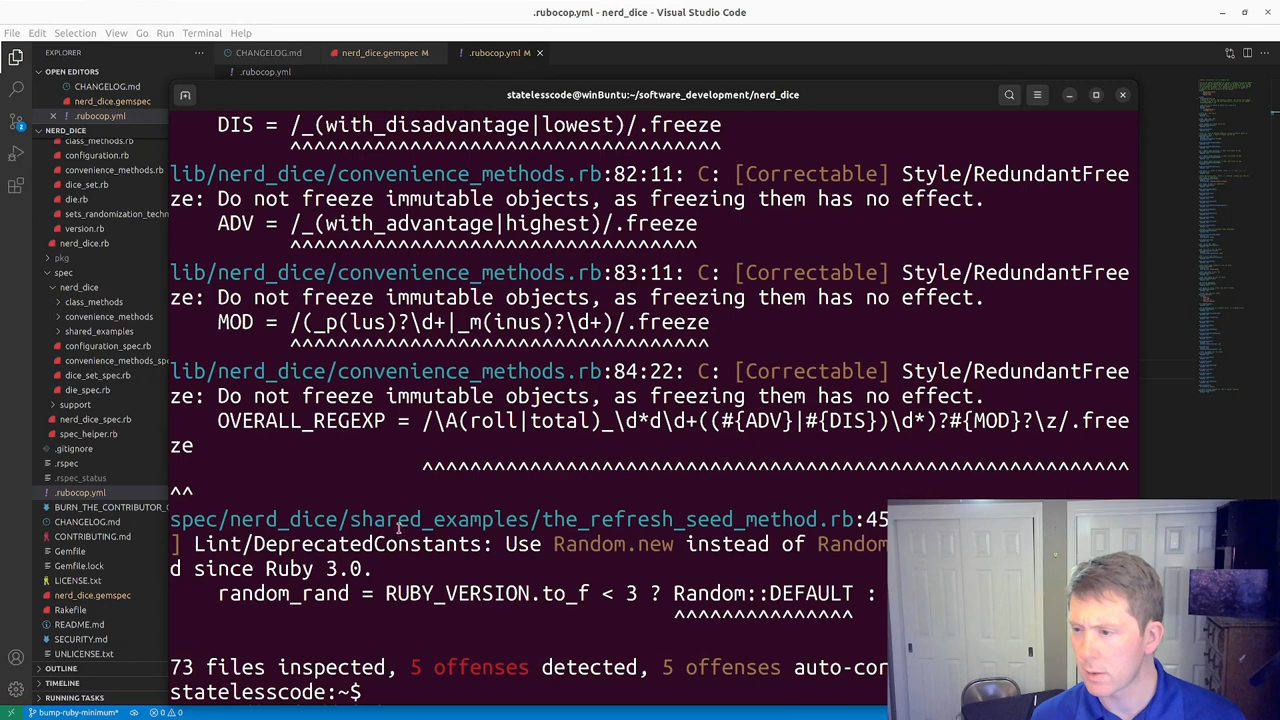 .rubocop.yml - nerd_dice - Visual Studio Code
File Edit Selection View Go Run Terminal Help
EXPLORER
CHANGELOG.md
nerd_dice.gemspec M
.rubocop.yml M
OPEN EDITORS
.rubocop.yml
CHANGELOG.md
nerd_dice.gemspec
.rubocop.yml
NERD_DICE
class_methods.rb
configuration.rb
convenience_methods.rb
dice_set.rb
die.rb
sets_randomization_techn
version.rb
nerd_dice.rb
pkg
spec
nerd_dice
class_methods
convenience_methods
shared_examples
configuration_spec.rb
convenience_methods_spe
dice_set_spec.rb
die_spec.rb
support
nerd_dice_spec.rb
spec_helper.rb
.gitignore
.rspec
.rspec_status
.rubocop.yml
BURN_THE_CONTRIBUTOR_C
CHANGELOG.md
CONTRIBUTING.md
Gemfile
Gemfile.lock
LICENSE.txt
nerd_dice.gemspec
Rakefile
README.md
SECURITY.md
UNLICENSE.txt
OUTLINE
TIMELINE
RUNNING TASKS
bump-ruby-minimum* 0 0
statelesscode@winBuntu:~/software_development/nerd_dice
DIS = /_(with_disadvantage|lowest)/.freeze
^^^^^^^^^^^^^^^^^^^^^^^^^^^^^^^^^^^^
lib/nerd_dice/convenience_methods.rb:82:11: C: [Correctable] Style/RedundantFree
ze: Do not freeze immutable objects, as freezing them has no effect.
ADV = /_(with_advantage|highest)/.freeze
^^^^^^^^^^^^^^^^^^^^^^^^^^^^^^^^^^
lib/nerd_dice/convenience_methods.rb:83:11: C: [Correctable] Style/RedundantFree
ze: Do not freeze immutable objects, as freezing them has no effect.
MOD = /(_p(lus)?\d+|_m(inus)?\d+)/.freeze
^^^^^^^^^^^^^^^^^^^^^^^^^^^^^^^^^^^
lib/nerd_dice/convenience_methods.rb:84:22: C: [Correctable] Style/RedundantFree
ze: Do not freeze immutable objects, as freezing them has no effect.
OVERALL_REGEXP = /\A(roll|total)_\d*d\d+((#{ADV}|#{DIS})\d*)?#{MOD}?\z/.free
ze
^^^^^^^^^^^^^^^^^^^^^^^^^^^^^^^^^^^^^^^^^^^^^^^^^^^^^^^^^^^
^^
spec/nerd_dice/shared_examples/the_refresh_seed_method.rb:45
] Lint/DeprecatedConstants: Use Random.new instead of Random
d since Ruby 3.0.
random_rand = RUBY_VERSION.to_f < 3 ? Random::DEFAULT :
^^^^^^^^^^^^^^^
73 files inspected, 5 offenses detected, 5 offenses auto-cor
statelesscode:~$